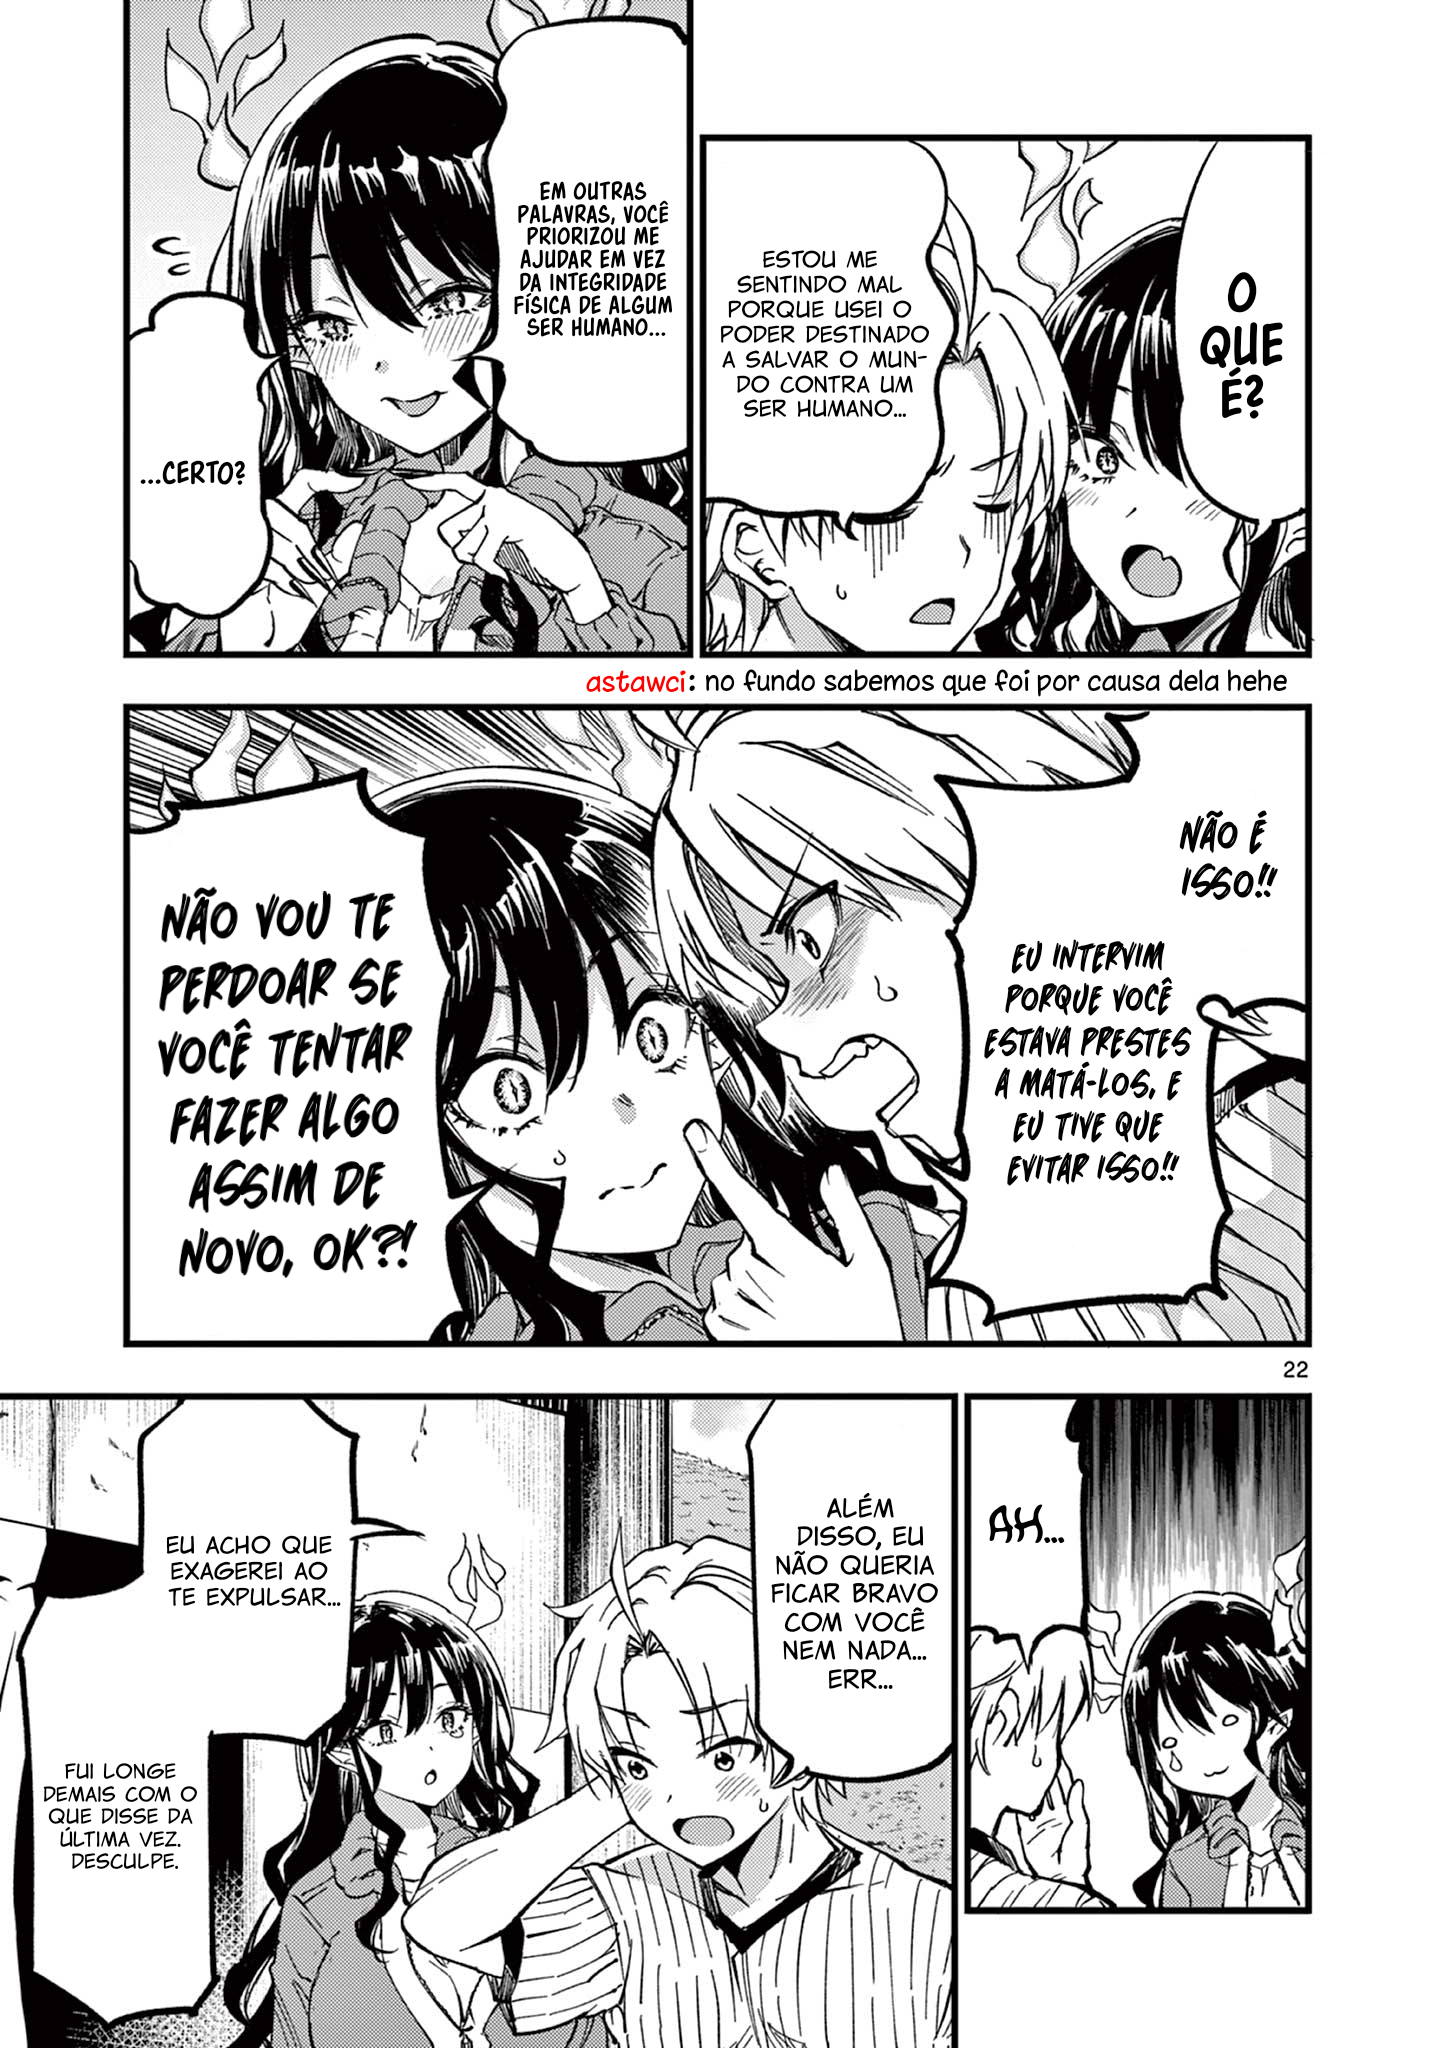 O
QUE
É?
ESTOU ME
SENTINDO MAL
PORQUE USEI O
PODER DESTINADO
A SALVAR O MUN-
DO CONTRA UM
SER HUMANO...
EM OUTRAS
PALAVRAS, VOCÊ
PRIORIZOU ME
AJUDAR EM VEZ
DA INTEGRIDADE
FÍSICA DE ALGUM
SER HUMANO...
...CERTO?
astawci: no fundo sabemos que foi por causa dela hehe
NÃO É
ISSO!!
EU INTERVIM
PORQUE VOCÊ
ESTAVA PRESTES
A MATÁ-LOS, E
EU TIVE QUE
EVITAR ISSO!!
NÃO VOU TE
PERDOAR SE
VOCÊ TENTAR
FAZER ALGO
ASSIM DE
NOVO, OK?!
22
AH...
ALÉM
DISSO, EU
NÃO QUERIA
FICAR BRAVO
COM VOCÊ
NEM NADA...
ERR...
EU ACHO QUE
EXAGEREI AO
TE EXPULSAR...
FUI LONGE
DEMAIS COM O
QUE DISSE DA
ÚLTIMA VEZ.
DESCULPE.